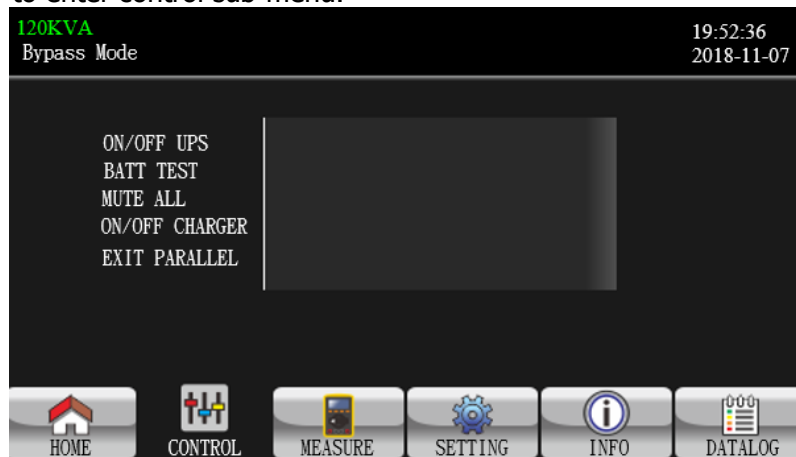 to enter control sub-menu.
120KVA
Bypass Mode
19:52:36
2018-11-07
ON/OFF UPS
BATT TEST
MUTE ALL
ON/OFF CHARGER
EXIT PARALLEL
HOME
CONTROL
MEASURE
SETTING
INFO
DATALOG